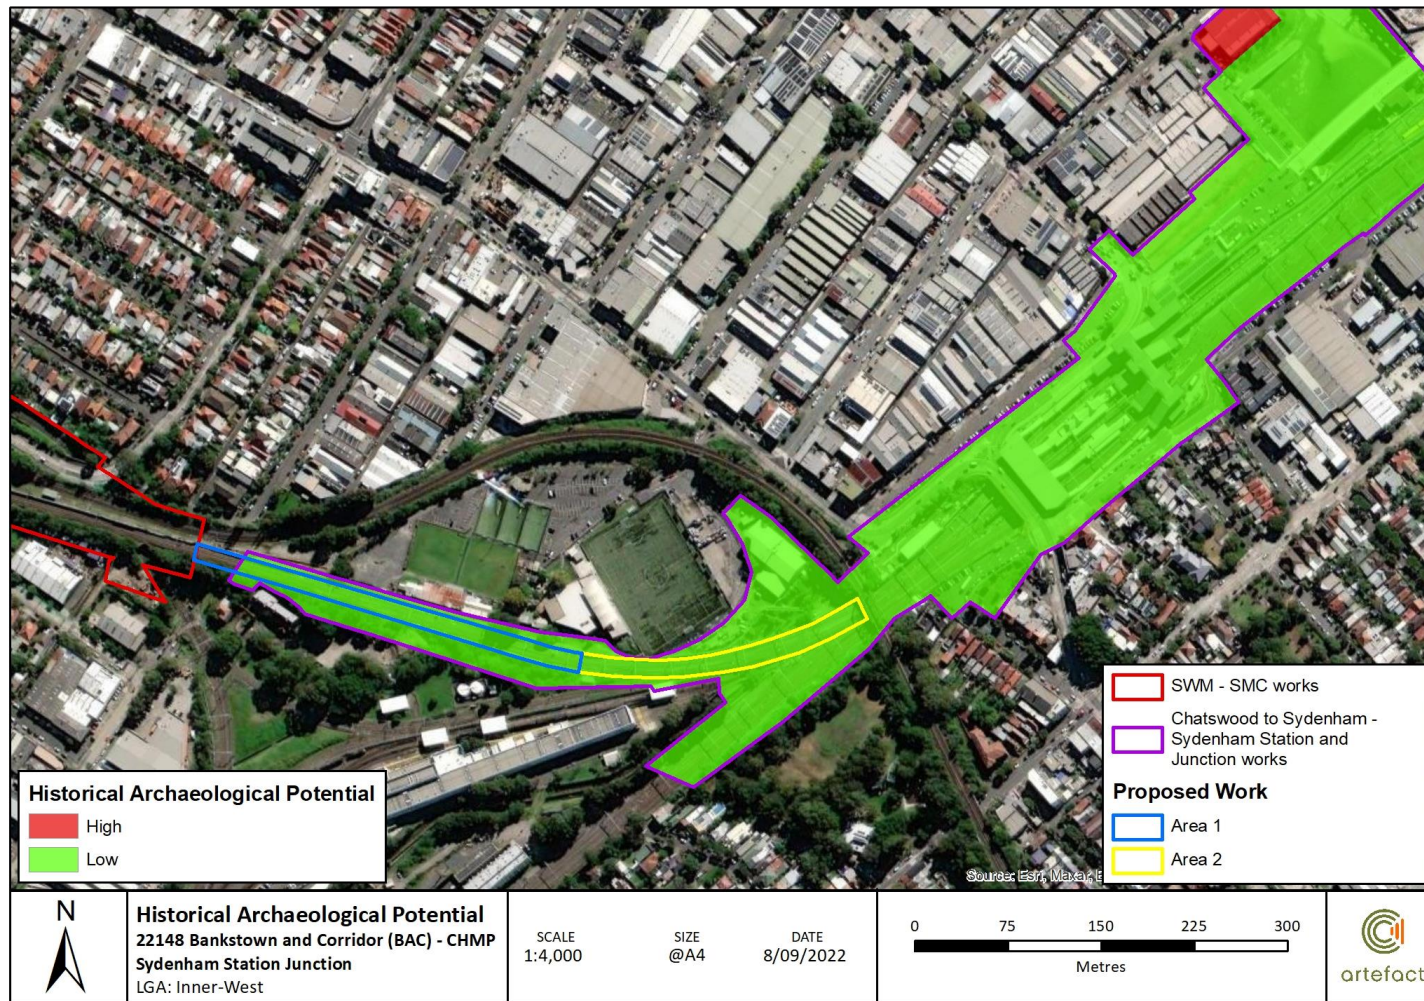 Source: Esri, Maxar, E
SWM - SMC works
Chatswood to Sydenham -
Sydenham Station and
Junction works
Proposed Work
Area 1
Area 2
Historical Archaeological Potential
High
Low
N
Historical Archaeological Potential
22148 Bankstown and Corridor (BAC) - CHMP
Sydenham Station Junction
LGA: Inner-West
SCALE
1:4,000
SIZE
@A4
DATE
8/09/2022
0 75 150 225 300
Metres
artefact